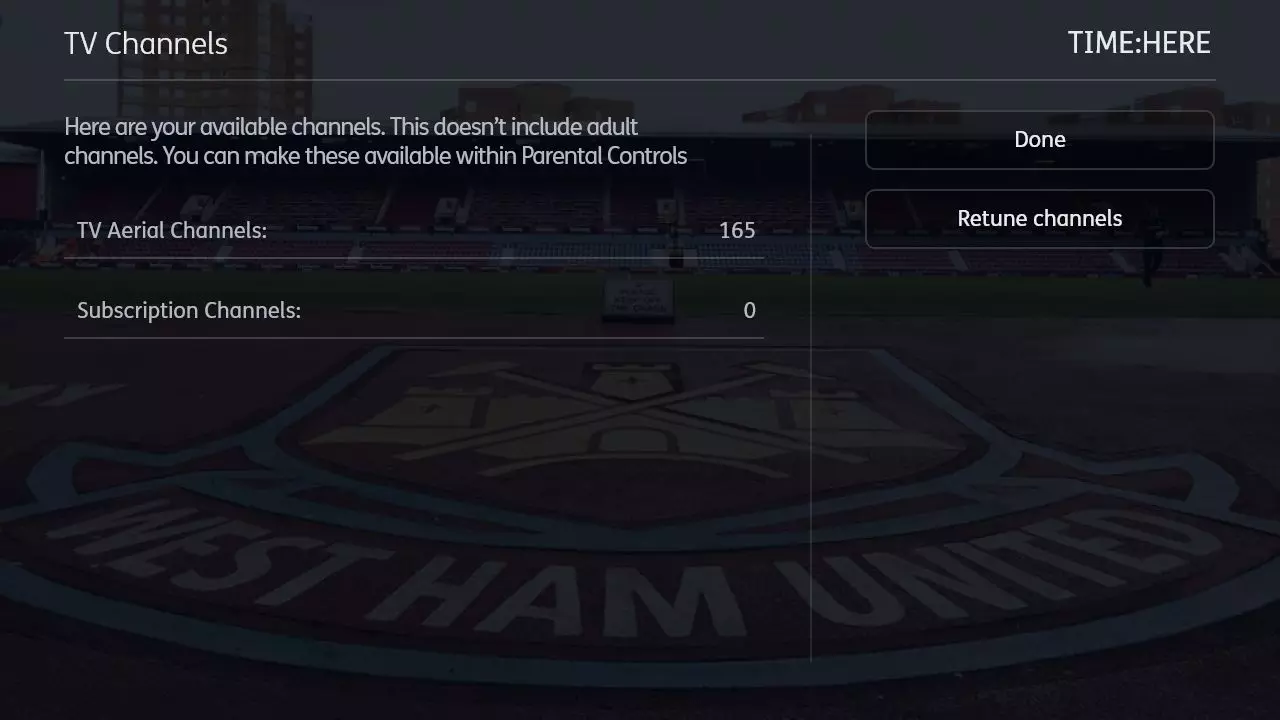 TV Channels
TIME:HERE
Here are your available channels. This doesn't include adult
channels. You can make these available within Parental Controls
Done
Retune channels
TV Aerial Channels: 165
Subscription Channels: 0
WEST HAM UNITED